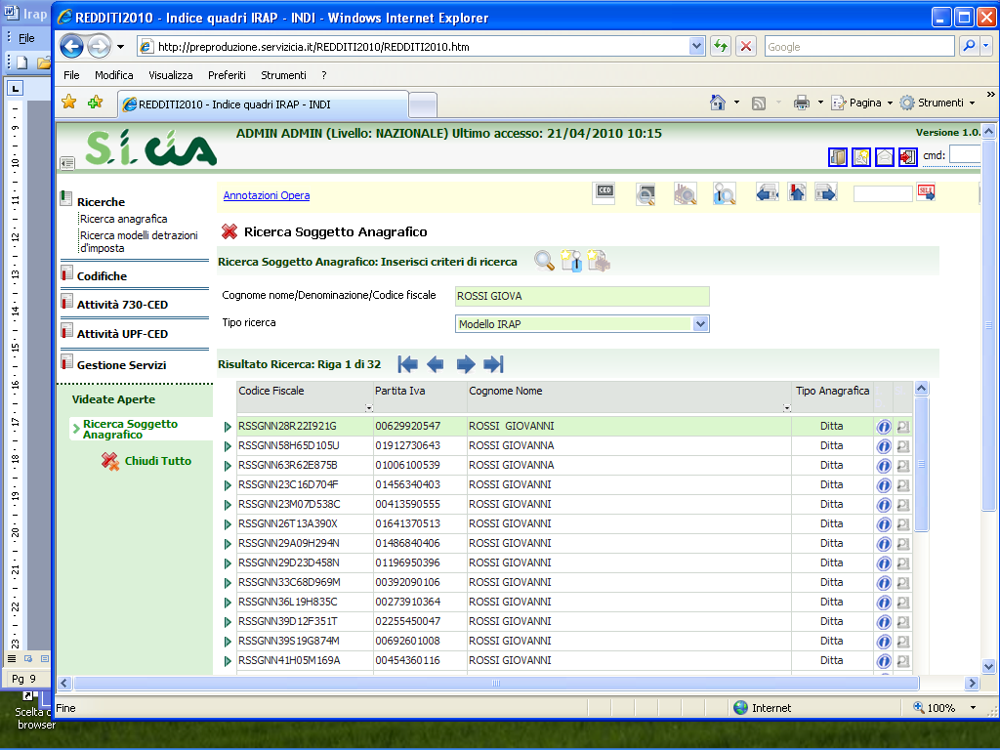 Irap
File
REDDITI2010 - Indice quadri IRAP - INDI - Windows Internet Explorer
http://preproduzione.servizicia.it/REDDITI2010/REDDITI2010.htm
Google
File Modifica Visualizza Preferiti Strumenti ?
REDDITI2010 - Indice quadri IRAP - INDI
Pagina Strumenti »
S.i.CIA
ADMIN ADMIN (Livello: NAZIONALE) Ultimo accesso: 21/04/2010 10:15
Versione 1.0.
cmd:
Ricerche
Ricerca anagrafica
Ricerca modelli detrazioni
d'imposta
Codifiche
Attività 730-CED
Attività UPF-CED
Gestione Servizi
Videate Aperte
Ricerca Soggetto
Anagrafico
Chiudi Tutto
Annotazioni Opera
CED
SELE
Ricerca Soggetto Anagrafico
Ricerca Soggetto Anagrafico: Inserisci criteri di ricerca
Cognome nome/Denominazione/Codice fiscale ROSSI GIOVA
Tipo ricerca Modello IRAP
Risultato Ricerca: Riga 1 di 32
Codice Fiscale Partita Iva Cognome Nome Tipo Anagrafica
RSSGNN28R22I921G 00629920547 ROSSI GIOVANNI Ditta
RSSGNN58H65D105U 01912730643 ROSSI GIOVANNA Ditta
RSSGNN63R62E875B 01006100539 ROSSI GIOVANNA Ditta
RSSGNN23C16D704F 01456340403 ROSSI GIOVANNI Ditta
RSSGNN23M07D538C 00413590555 ROSSI GIOVANNI Ditta
RSSGNN26T13A390X 01641370513 ROSSI GIOVANNI Ditta
RSSGNN29A09H294N 01486840406 ROSSI GIOVANNI Ditta
RSSGNN29D23D458N 01196950396 ROSSI GIOVANNI Ditta
RSSGNN33C68D969M 00392090106 ROSSI GIOVANNI Ditta
RSSGNN36L19H835C 00273910364 ROSSI GIOVANNI Ditta
RSSGNN39D12F351T 02255450047 ROSSI GIOVANNI Ditta
RSSGNN39S19G874M 00692601008 ROSSI GIOVANNI Ditta
RSSGNN41H05M169A 00454360116 ROSSI GIOVANNI Ditta
Pg 9
Fine Internet 100%
Scelta
browser